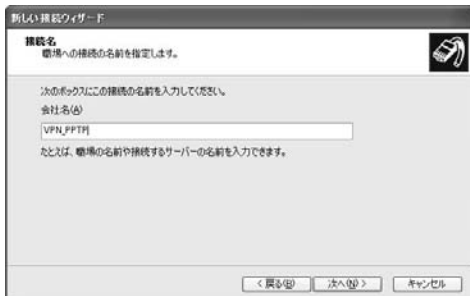 新しい接続ウィザード
接続名
職場への接続の名前を指定します。
次のボックスにこの接続の名前を入力してください。
会社名(A)
VPN_PPTP
たとえば、職場の名前や接続するサーバーの名前を入力できます。
< 戻る(B)
次へ(N) >
キャンセル